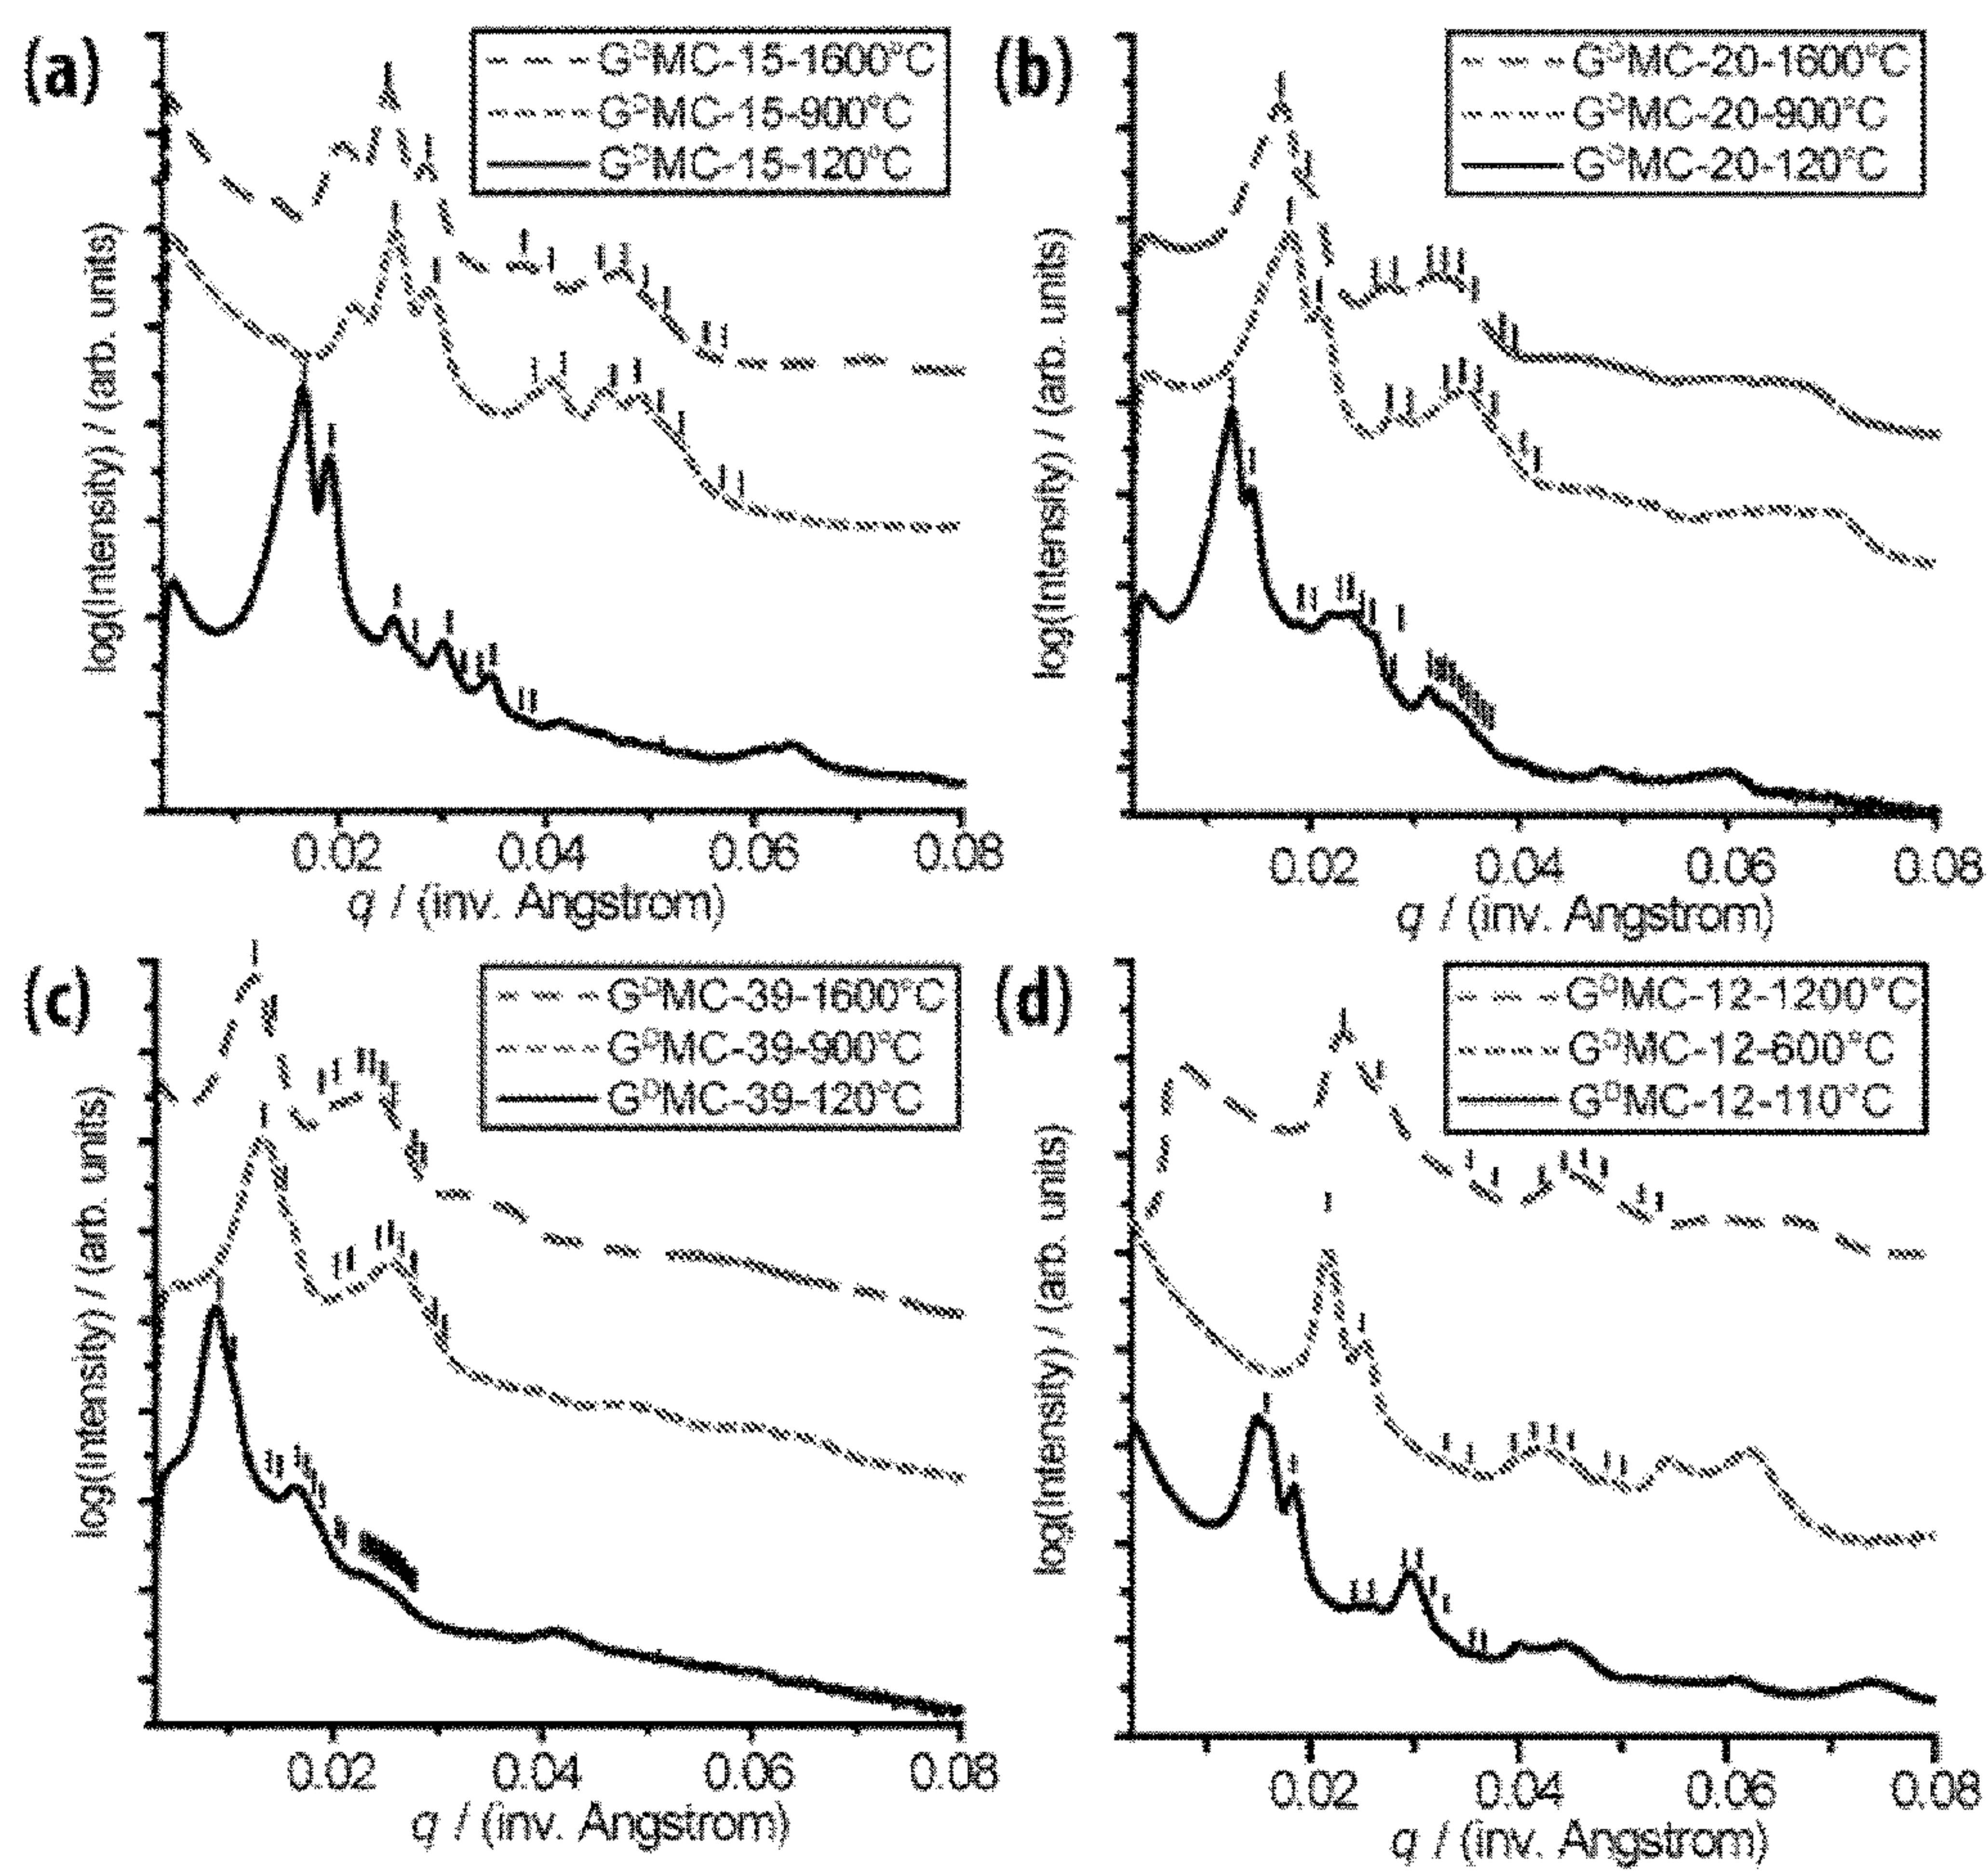 (a)
G^DMC-15-1600°C
G^DMC-15-900°C
G^DMC-15-120°C
log(Intensity) / (arb. units)
0.02 0.04 0.06 0.08
q / (inv. Angstrom)
(b)
G^DMC-20-1600°C
G^DMC-20-900°C
G^DMC-20-120°C
log(Intensity) / (arb. units)
0.02 0.04 0.06 0.08
q / (inv. Angstrom)
(c)
G^DMC-39-1600°C
G^DMC-39-900°C
G^DMC-39-120°C
log(Intensity) / (arb. units)
0.02 0.04 0.06 0.08
q / (inv. Angstrom)
(d)
G^DMC-12-1200°C
G^DMC-12-600°C
G^DMC-12-110°C
log(Intensity) / (arb. units)
0.02 0.04 0.06 0.08
q / (inv. Angstrom)